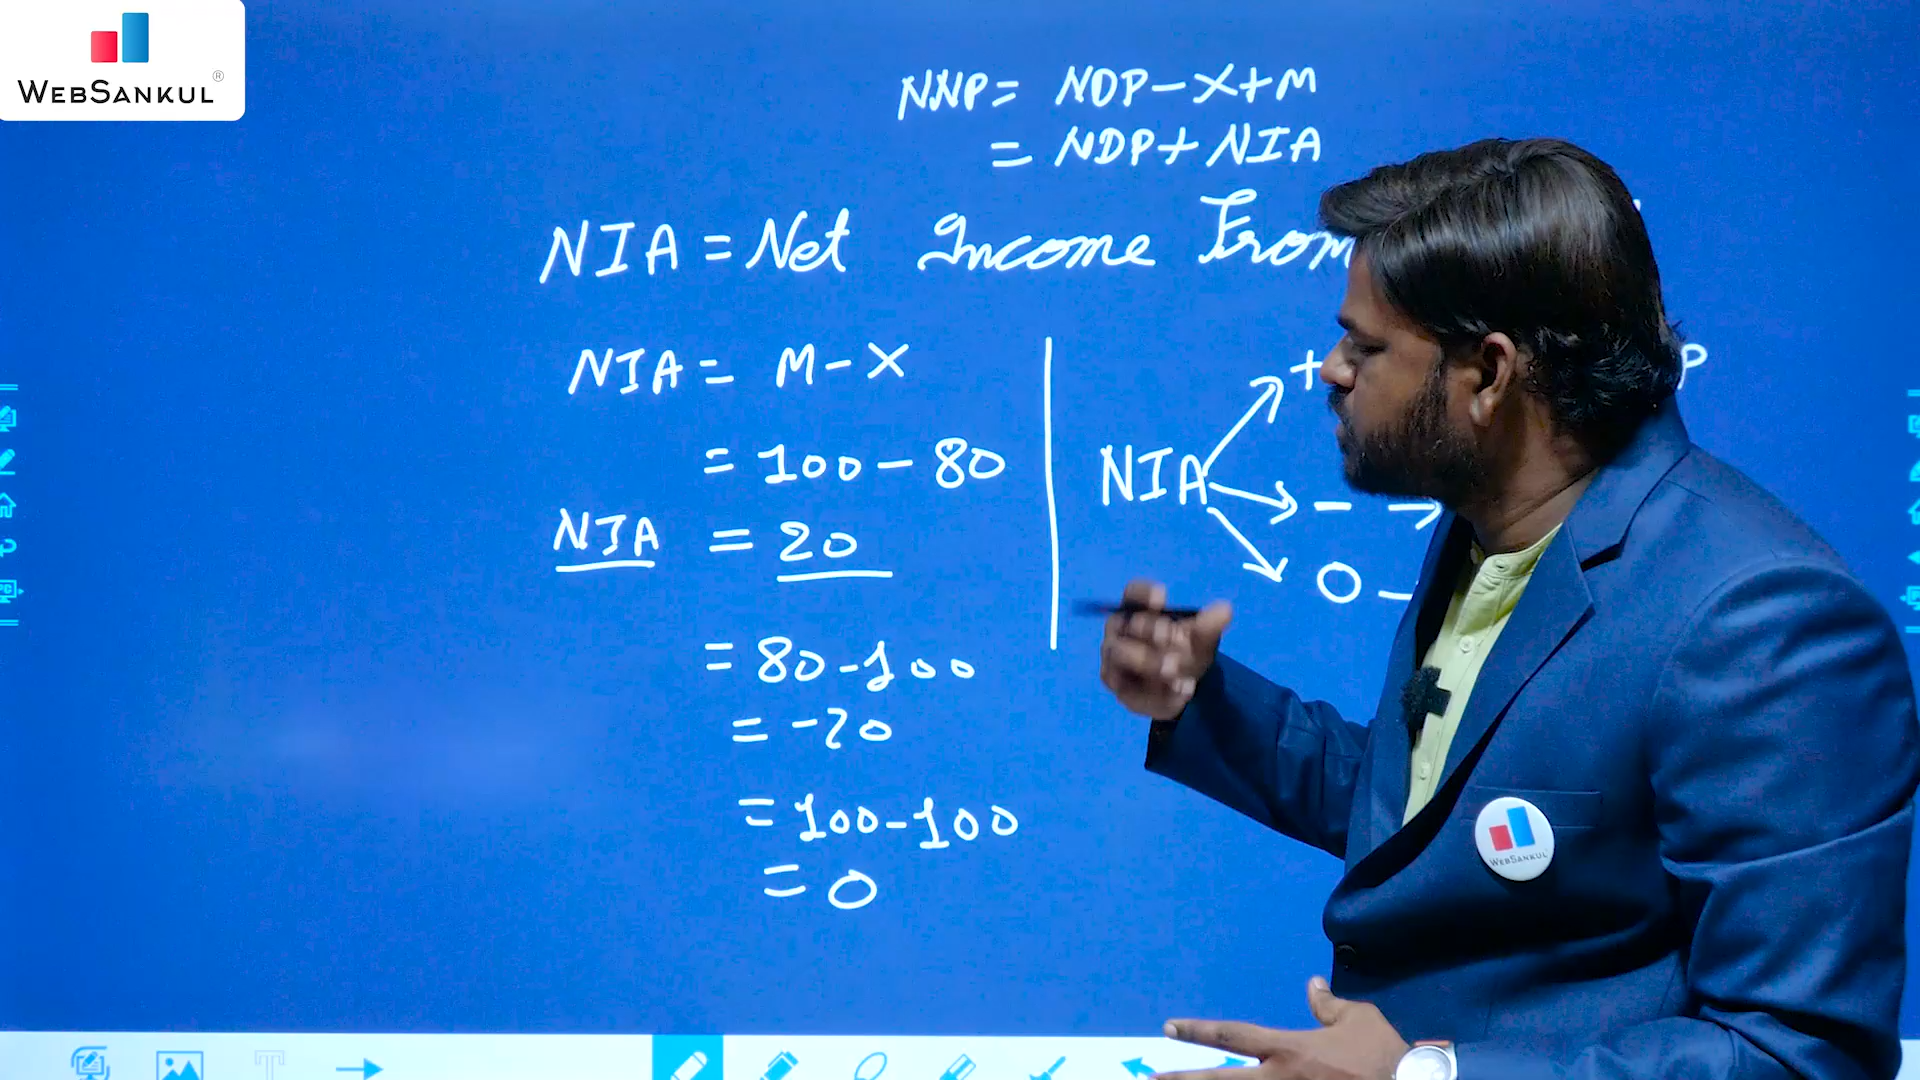 WEBSANKUL®
NNP = NDP - X + M
= NDP + NIA
NIA = Net Income From
NIA = M - X
= 100 - 80
NIA = 20
= 80 - 100
= -20
= 100 - 100
= 0
+
P
NIA
- →
0 -
T
WEBSANKUL